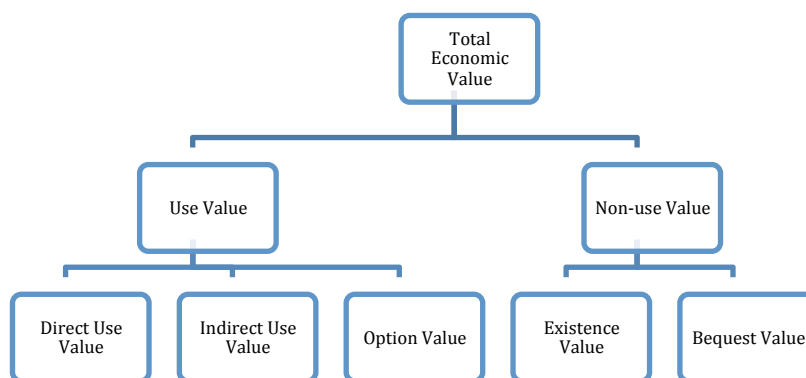 Total
Economic
Value
Use Value
Non-use Value
Direct Use
Value
Indirect Use
Value
Option Value
Existence
Value
Bequest Value